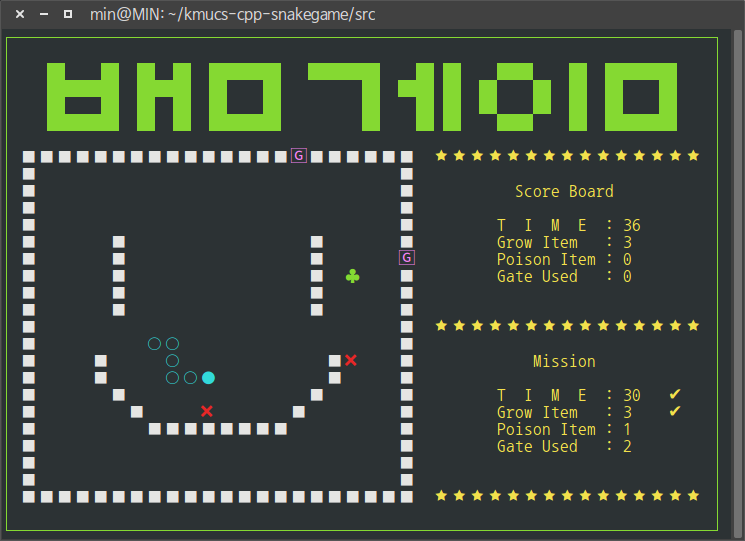 min@MIN: ~/kmucs-cpp-snakegame/src
뱀게임
G
Score Board
T I M E : 36
Grow Item : 3
G
Poison Item : 0
Gate Used : 0
Mission
T I M E : 30 ✔
Grow Item : 3 ✔
Poison Item : 1
Gate Used : 2